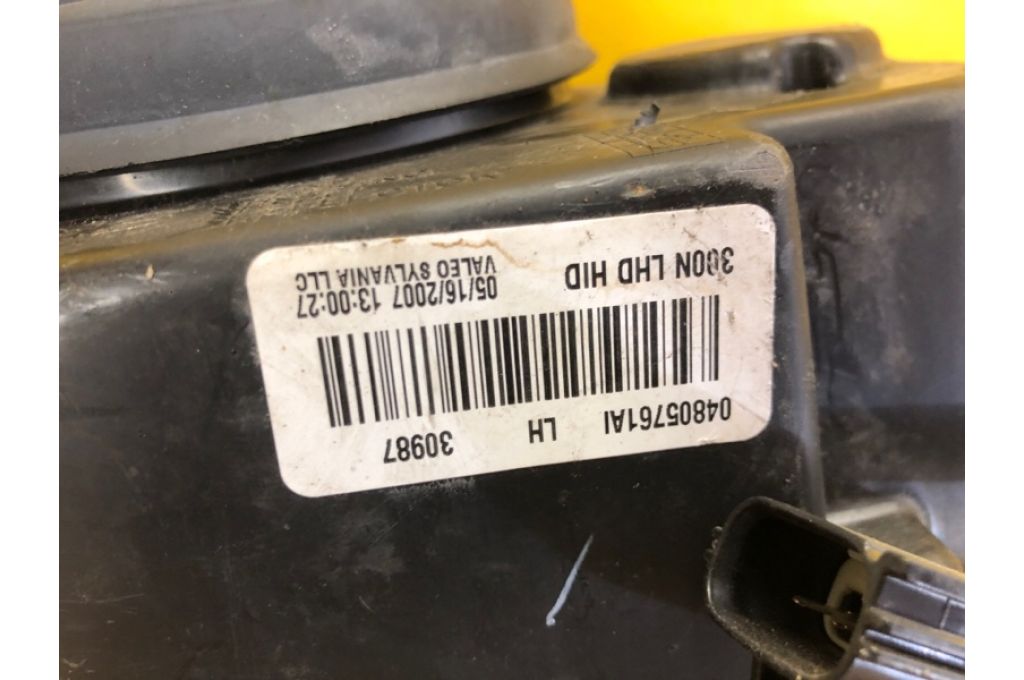 04805761AI LH 30987
300N LHD HID
05/16/2007 13:00:27
VALEO SYLVANIA LLC